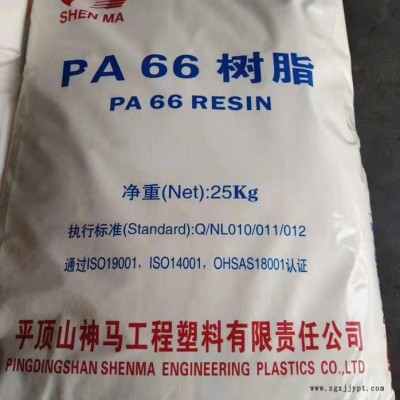 SHEN MA
PA 66 树脂
PA 66 RESIN
净重(Net):25Kg
执行标准(Standard):Q/NL010/011/012
通过ISO19001, ISO14001, OHSAS18001认证
平顶山神马工程塑料有限责任公司
PINGDINGSHAN SHENMA ENGINEERING PLASTICS CO.,LTD
www.zgxjjypt.com